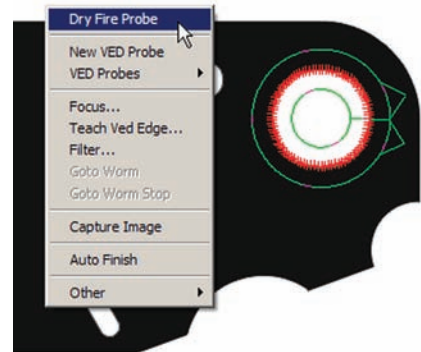 Dry Fire Probe
New VED Probe
VED Probes
Focus...
Teach Ved Edge...
Filter...
Goto Worm
Goto Worm Stop
Capture Image
Auto Finish
Other